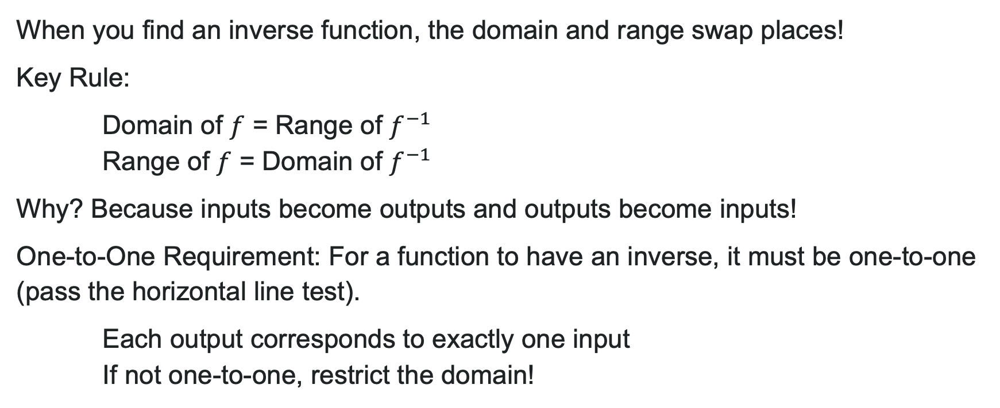 When you find an inverse function, the domain and range swap places!
Key Rule:
Domain of f = Range of f⁻¹
Range of f = Domain of f⁻¹
Why? Because inputs become outputs and outputs become inputs!
One-to-One Requirement: For a function to have an inverse, it must be one-to-one
(pass the horizontal line test).
Each output corresponds to exactly one input
If not one-to-one, restrict the domain!